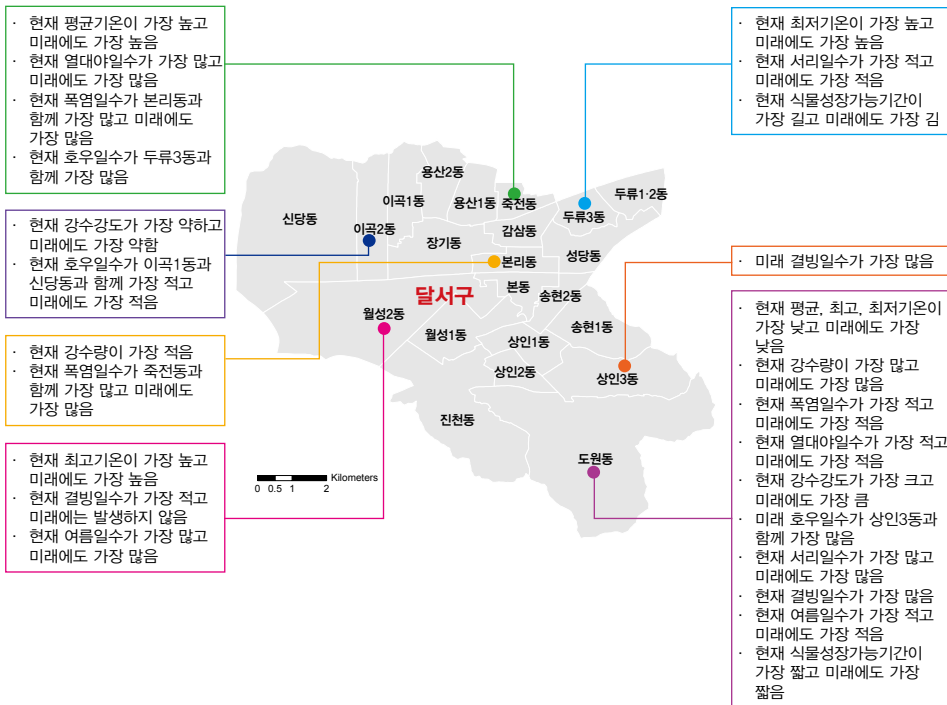 · 현재 평균기온이 가장 높고
미래에도 가장 높음
· 현재 열대야일수가 가장 많고
미래에도 가장 많음
· 현재 폭염일수가 본리동과
함께 가장 많고 미래에도
가장 많음
· 현재 호우일수가 두류3동과
함께 가장 많음
· 현재 강수강도가 가장 약하고
미래에도 가장 약함
· 현재 호우일수가 이곡1동과
신당동과 함께 가장 적고
미래에도 가장 적음
· 현재 강수량이 가장 적음
· 현재 폭염일수가 죽전동과
함께 가장 많고 미래에도
가장 많음
· 현재 최고기온이 가장 높고
미래에도 가장 높음
· 현재 결빙일수가 가장 적고
미래에는 발생하지 않음
· 현재 여름일수가 가장 많고
미래에도 가장 많음
용산2동
이곡1동
용산1동
죽전동
두류1·2동
신당동
이곡2동
장기동
감삼동
두류3동
성당동
본리동
달서구
본동
송현2동
월성2동
월성1동
송현1동
상인1동
상인2동
상인3동
진천동
도원동
Kilometers
0 0.5 1 2
· 현재 최저기온이 가장 높고
미래에도 가장 높음
· 현재 서리일수가 가장 적고
미래에도 가장 적음
· 현재 식물성장가능기간이
가장 길고 미래에도 가장 김
· 미래 결빙일수가 가장 많음
· 현재 평균, 최고, 최저기온이
가장 낮고 미래에도 가장
낮음
· 현재 강수량이 가장 많고
미래에도 가장 많음
· 현재 폭염일수가 가장 적고
미래에도 가장 적음
· 현재 열대야일수가 가장 적고
미래에도 가장 적음
· 현재 강수강도가 가장 크고
미래에도 가장 큼
· 미래 호우일수가 상인3동과
함께 가장 많음
· 현재 서리일수가 가장 많고
미래에도 가장 많음
· 현재 결빙일수가 가장 많음
· 현재 여름일수가 가장 적고
미래에도 가장 적음
· 현재 식물성장가능기간이
가장 짧고 미래에도 가장
짧음